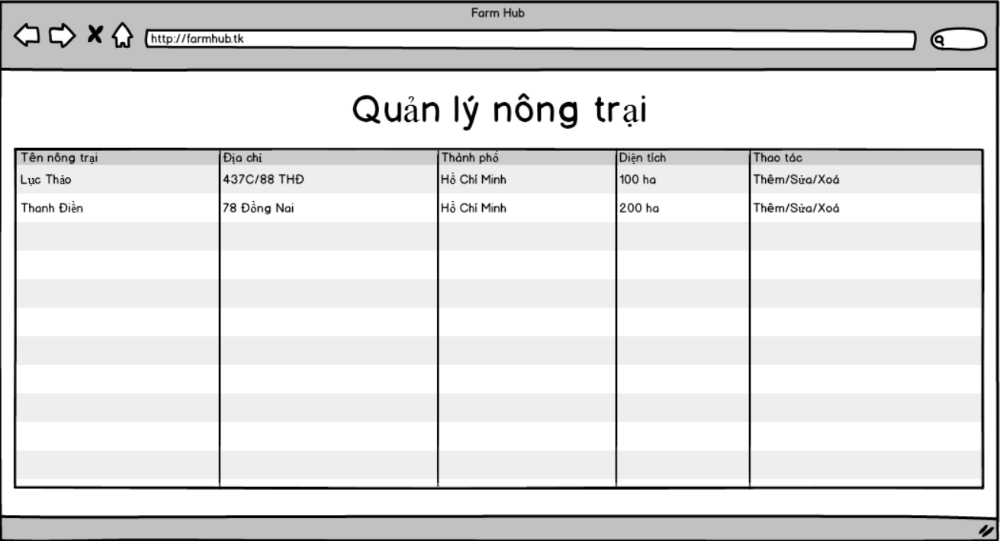 Farm Hub
http://farmhub.tk
Quản lý nông trại
Tên nông trại Địa chỉ Thành phố Diện tích Thao tác
Lục Thảo 437C/88 THĐ Hồ Chí Minh 100 ha Thêm/Sửa/Xoá
Thanh Điền 78 Đồng Nai Hồ Chí Minh 200 ha Thêm/Sửa/Xoá